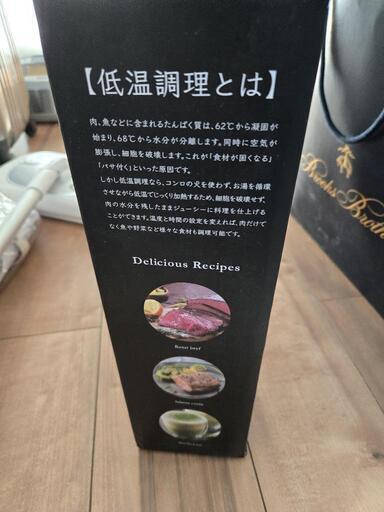 【低温調理とは】
肉、魚などに含まれるたんぱく質は、62℃から凝固が
始まり、68℃から水分が分離します。同時に空気が
膨張し、細胞を破壊します。これが「食材が固くなる」
「パサ付く」といった原因です。
しかし低温調理なら、コンロの火を使わず、お湯を循環
させながら低温でじっくり加熱するため、細胞を破壊せず、
肉の水分を残したままジューシーに料理を仕上げる
ことができます。温度と時間の設定を変えれば、肉だけで
なく魚や野菜など様々な食材も調理可能です。
Delicious Recipes
Roast beef
Brooks Broth